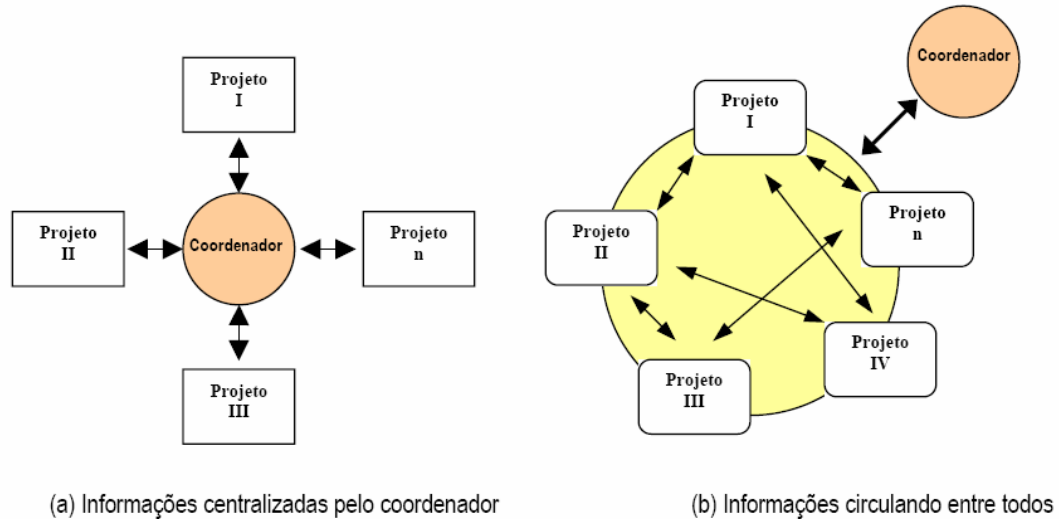 Projeto
I
Projeto
II
Coordenador
Projeto
n
Projeto
III
(a) Informações centralizadas pelo coordenador
Coordenador
Projeto
I
Projeto
n
Projeto
II
Projeto
IV
Projeto
III
(b) Informações circulando entre todos